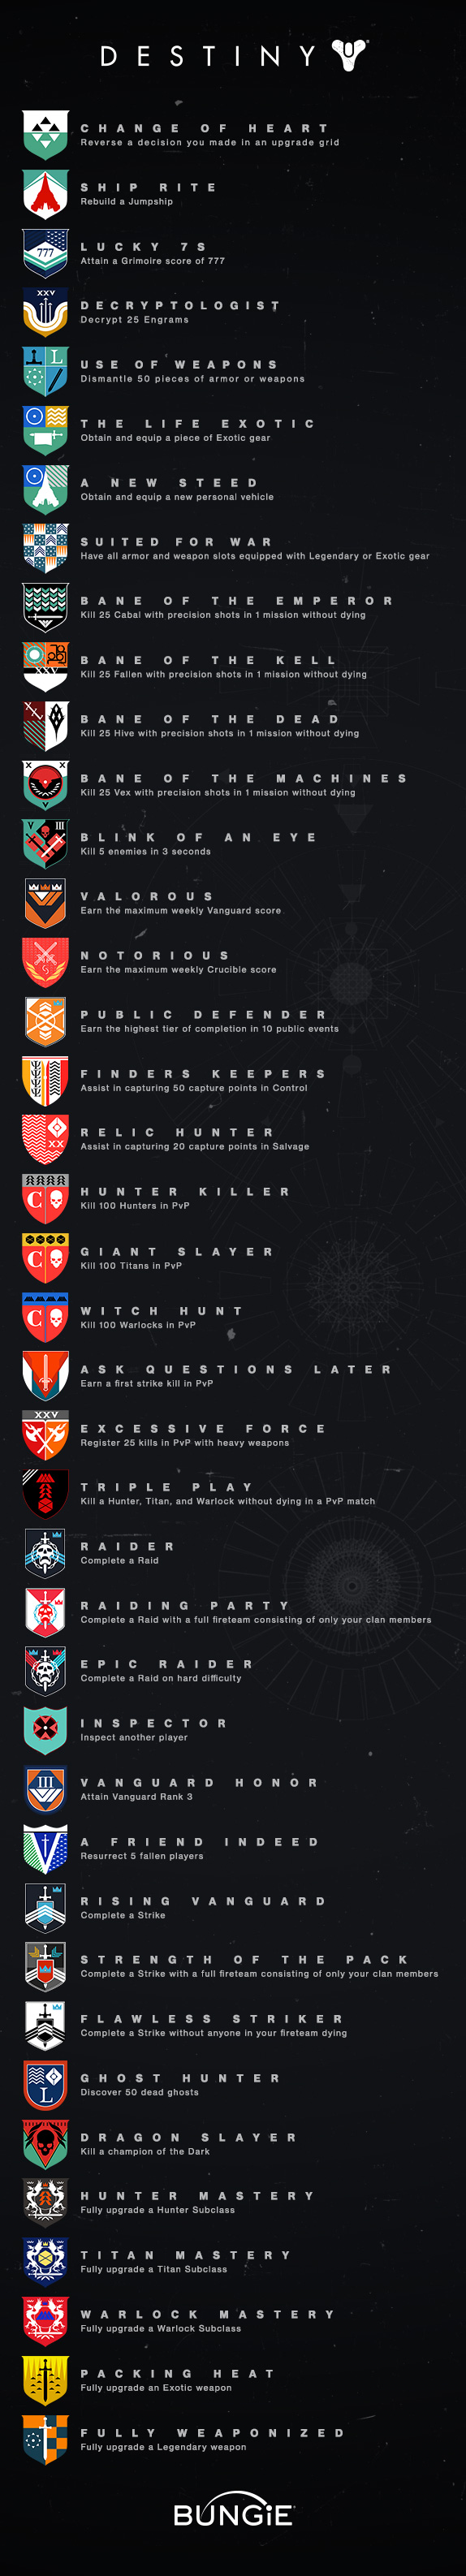 DESTINY
CHANGE OF HEART
Reverse a decision you made in an upgrade grid
SHIP RITE
Rebuild a Jumpship
777
LUCKY 7S
Attain a Grimoire score of 777
XXV
DECRYPTOLOGIST
Decrypt 25 Engrams
L
USE OF WEAPONS
Dismantle 50 pieces of armor or weapons
THE LIFE EXOTIC
Obtain and equip a piece of Exotic gear
A NEW STEED
Obtain and equip a new personal vehicle
SUITED FOR WAR
Have all armor and weapon slots equipped with Legendary or Exotic gear
BANE OF THE EMPEROR
Kill 25 Cabal with precision shots in 1 mission without dying
BANE OF THE KELL
XXV
Kill 25 Fallen with precision shots in 1 mission without dying
BANE OF THE DEAD
Kill 25 Hive with precision shots in 1 mission without dying
X X
V
BANE OF THE MACHINES
Kill 25 Vex with precision shots in 1 mission without dying
V III
BLINK OF AN EYE
Kill 5 enemies in 3 seconds
VALOROUS
Earn the maximum weekly Vanguard score
NOTORIOUS
Earn the maximum weekly Crucible score
PUBLIC DEFENDER
Earn the highest tier of completion in 10 public events
FINDERS KEEPERS
Assist in capturing 50 capture points in Control
RELIC HUNTER
XX
Assist in capturing 20 capture points in Salvage
HUNTER KILLER
C
Kill 100 Hunters in PvP
GIANT SLAYER
C
Kill 100 Titans in PvP
WITCH HUNT
C
Kill 100 Warlocks in PvP
ASK QUESTIONS LATER
Earn a first strike kill in PvP
XXV
EXCESSIVE FORCE
Register 25 kills in PvP with heavy weapons
TRIPLE PLAY
Kill a Hunter, Titan, and Warlock without dying in a PvP match
RAIDER
Complete a Raid
RAIDING PARTY
Complete a Raid with a full fireteam consisting of only your clan members
EPIC RAIDER
Complete a Raid on hard difficulty
INSPECTOR
Inspect another player
III
VANGUARD HONOR
Attain Vanguard Rank 3
V
A FRIEND INDEED
Resurrect 5 fallen players
RISING VANGUARD
Complete a Strike
STRENGTH OF THE PACK
Complete a Strike with a full fireteam consisting of only your clan members
FLAWLESS STRIKER
Complete a Strike without anyone in your fireteam dying
GHOST HUNTER
L
Discover 50 dead ghosts
DRAGON SLAYER
Kill a champion of the Dark
HUNTER MASTERY
Fully upgrade a Hunter Subclass
TITAN MASTERY
Fully upgrade a Titan Subclass
WARLOCK MASTERY
Fully upgrade a Warlock Subclass
PACKING HEAT
Fully upgrade an Exotic weapon
FULLY WEAPONIZED
Fully upgrade a Legendary weapon
BUNGiE